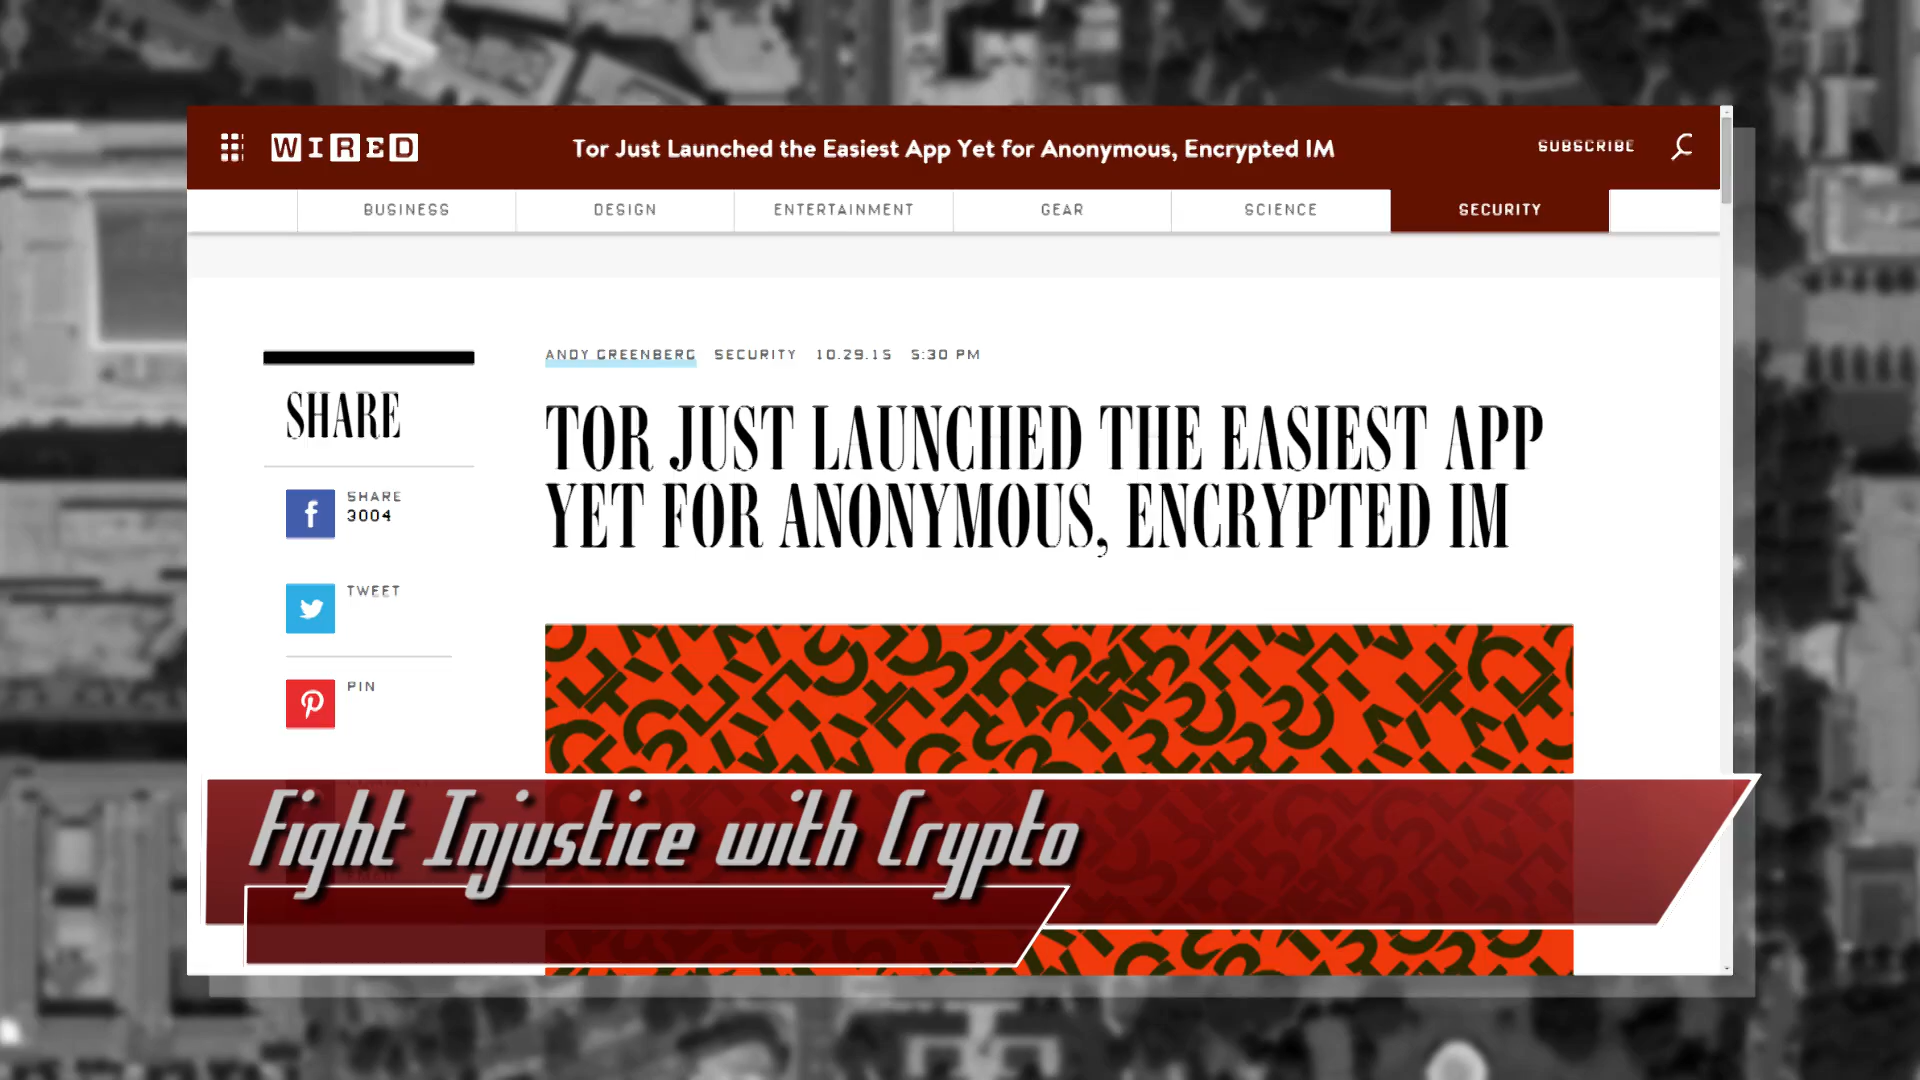 WIRED
Tor Just Launched the Easiest App Yet for Anonymous, Encrypted IM
SUBSCRIBE
BUSINESS
DESIGN
ENTERTAINMENT
GEAR
SCIENCE
SECURITY
ANDY GREENBERG SECURITY 10.29.15 5:30 PM
SHARE
TOR JUST LAUNCHED THE EASIEST APP
YET FOR ANONYMOUS, ENCRYPTED IM
SHARE
3004
TWEET
PIN
Fight Injustice with Crypto